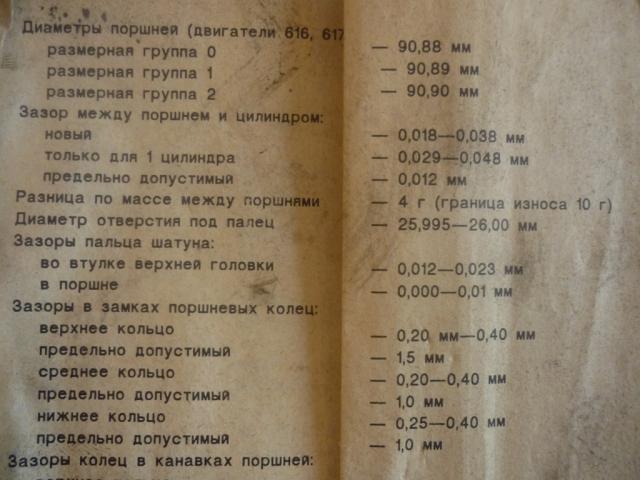 Диаметры поршней (двигатели 616, 617
размерная группа 0 — 90,88 мм
размерная группа 1 — 90,89 мм
размерная группа 2 — 90,90 мм
Зазор между поршнем и цилиндром:
новый — 0,018—0,038 мм
только для 1 цилиндра — 0,029—0,048 мм
предельно допустимый — 0,012 мм
Разница по массе между поршнями — 4 г (граница износа 10 г)
Диаметр отверстия под палец — 25,995—26,00 мм
Зазоры пальца шатуна:
во втулке верхней головки — 0,012—0,023 мм
в поршне — 0,000—0,01 мм
Зазоры в замках поршневых колец:
верхнее кольцо — 0,20 мм—0,40 мм
предельно допустимый — 1,5 мм
среднее кольцо — 0,20—0,40 мм
предельно допустимый — 1,0 мм
нижнее кольцо — 0,25—0,40 мм
предельно допустимый — 1,0 мм
Зазоры колец в канавках поршней: